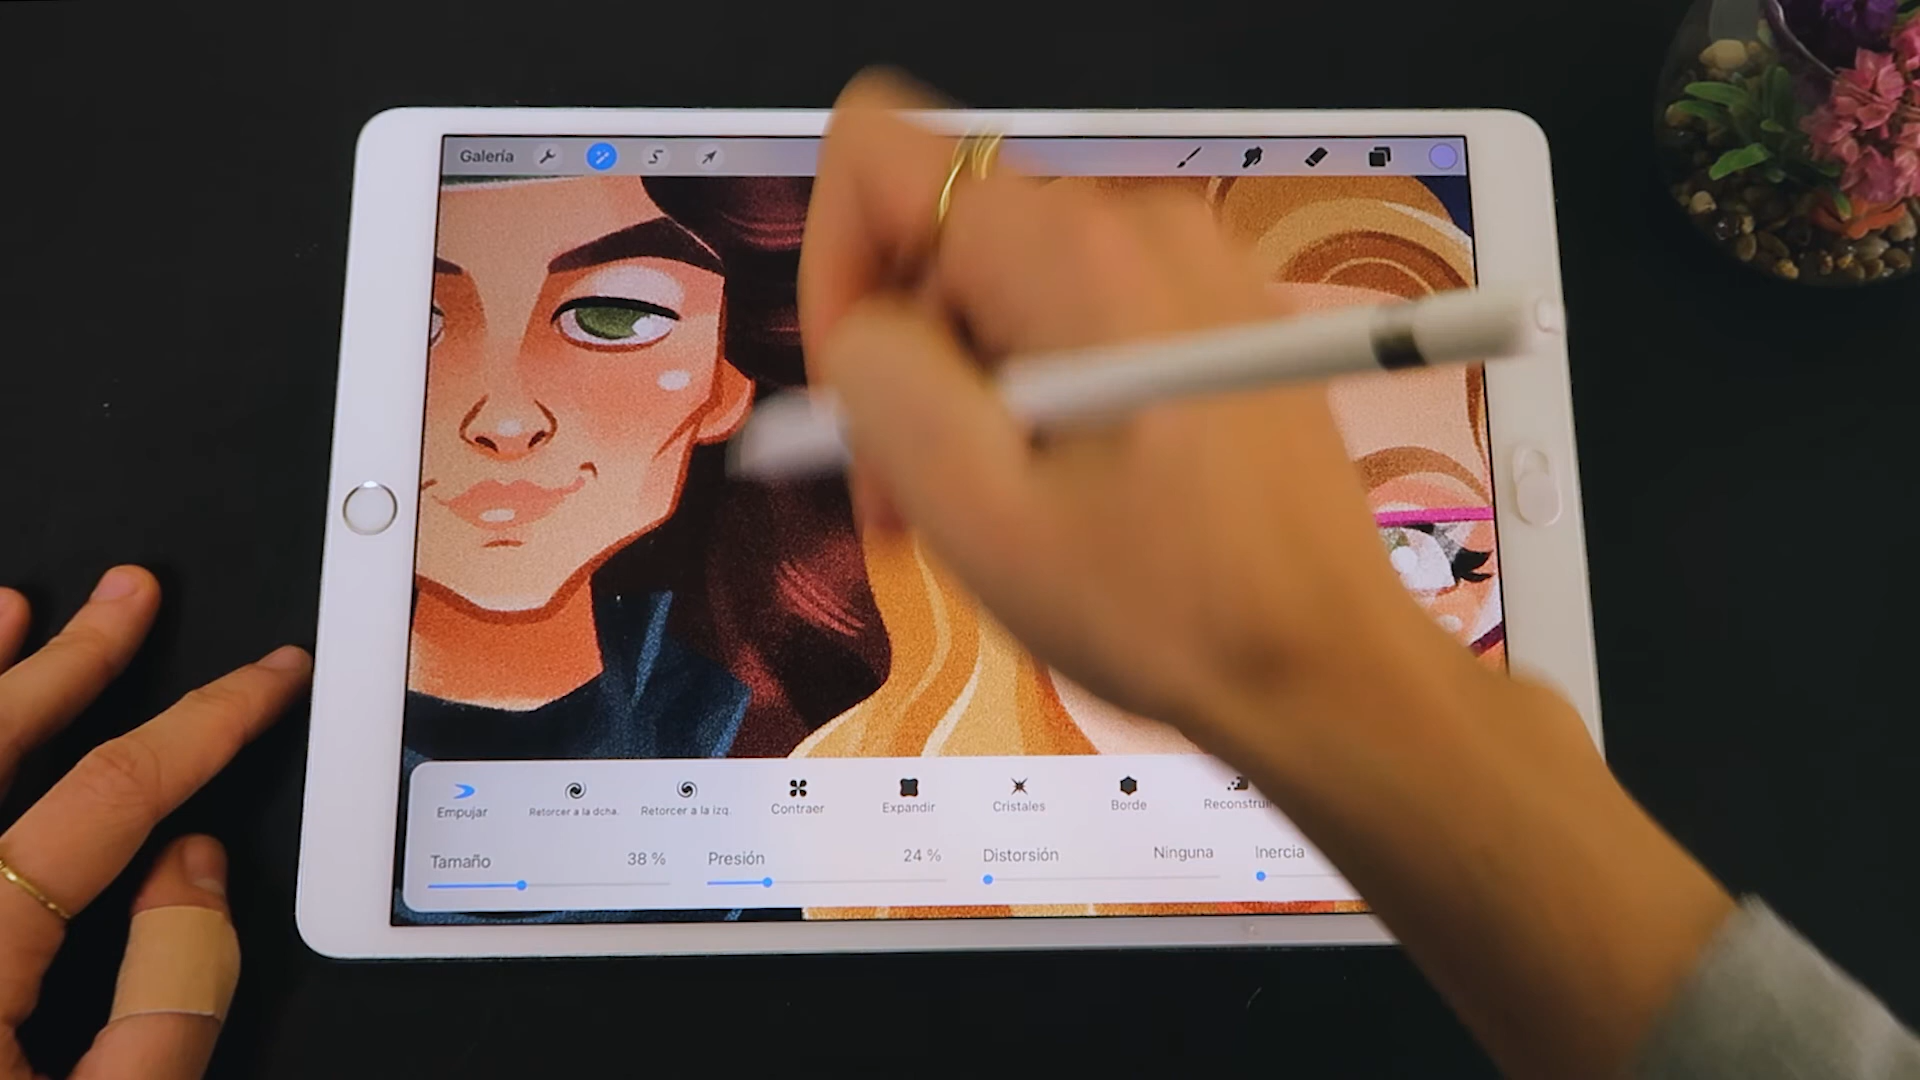 Galería
Empujar
Retorcer a la dcha.
Retorcer a la izq.
Contraer
Expandir
Cristales
Borde
Reconstruir
Tamaño 38 %
Presión 24 %
Distorsión Ninguna
Inercia